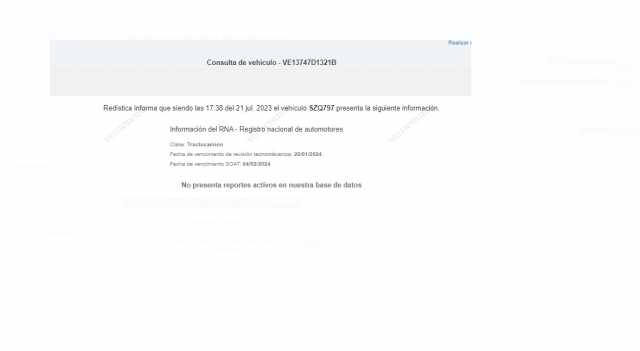 Realizar
Consulta de vehículo - VE13747D1321B
Redistica informa que siendo las 17:38 del 21 jul. 2023 el vehículo SZQ797 presenta la siguiente información.
Información del RNA - Registro nacional de automotores
Clase: Tractocamion
Fecha de vencimiento de revisión tecnomecánica: 20/01/2024
Fecha de vencimiento SOAT: 04/02/2024
No presenta reportes activos en nuestra base de datos